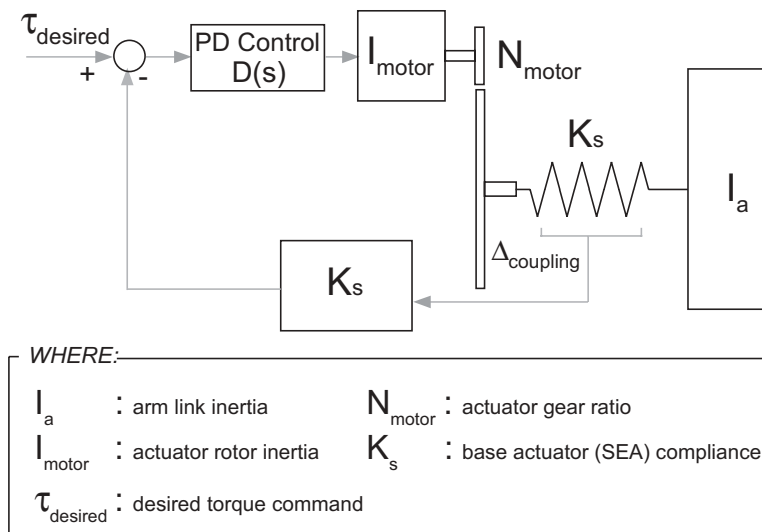 τdesired
+
-
PD Control
D(s)
Imotor
Nmotor
Ks
Ia
Δcoupling
Ks
WHERE:
Ia : arm link inertia
Nmotor : actuator gear ratio
Imotor : actuator rotor inertia
Ks : base actuator (SEA) compliance
τdesired : desired torque command